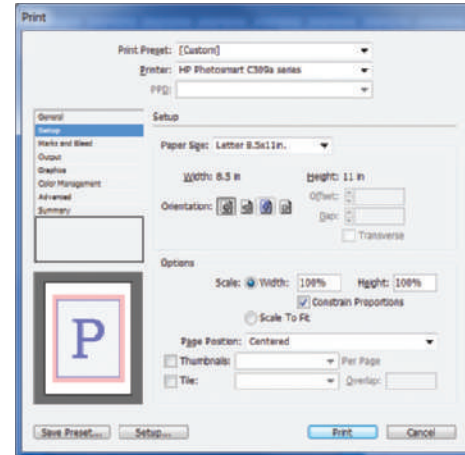 Print
Print Preset: [Custom]
Printer: HP Photosmart C309a series
PPD:
General
Setup
Marks and Bleed
Output
Graphics
Color Management
Advanced
Summary
Setup
Paper Size: Letter 8.5x11in.
Width: 8.5 in Height: 11 in
Orientation: Offset:
Gap:
Transverse
Options
Scale: Width: 100% Height: 100%
Constrain Proportions
Scale To Fit
Page Position: Centered
Thumbnails: Per Page
Tile: Overlap:
P
Save Preset... Setup... Print Cancel